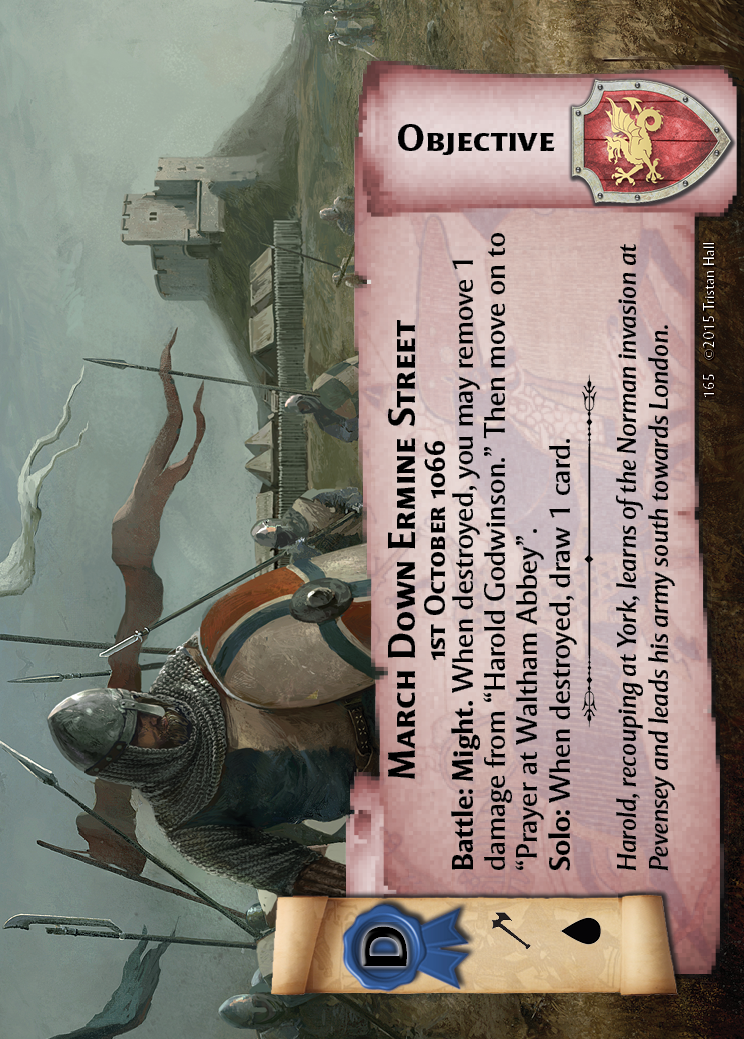 D
March Down Ermine Street
1st October 1066
Battle: Might. When destroyed, you may remove 1
damage from “Harold Godwinson.” Then move on to
“Prayer at Waltham Abbey” .
Solo: When destroyed, draw 1 card.
Harold, recouping at York, learns of the Norman invasion at
Pevensey and leads his army south towards London.
Objective
165 ©2015 Tristan Hall